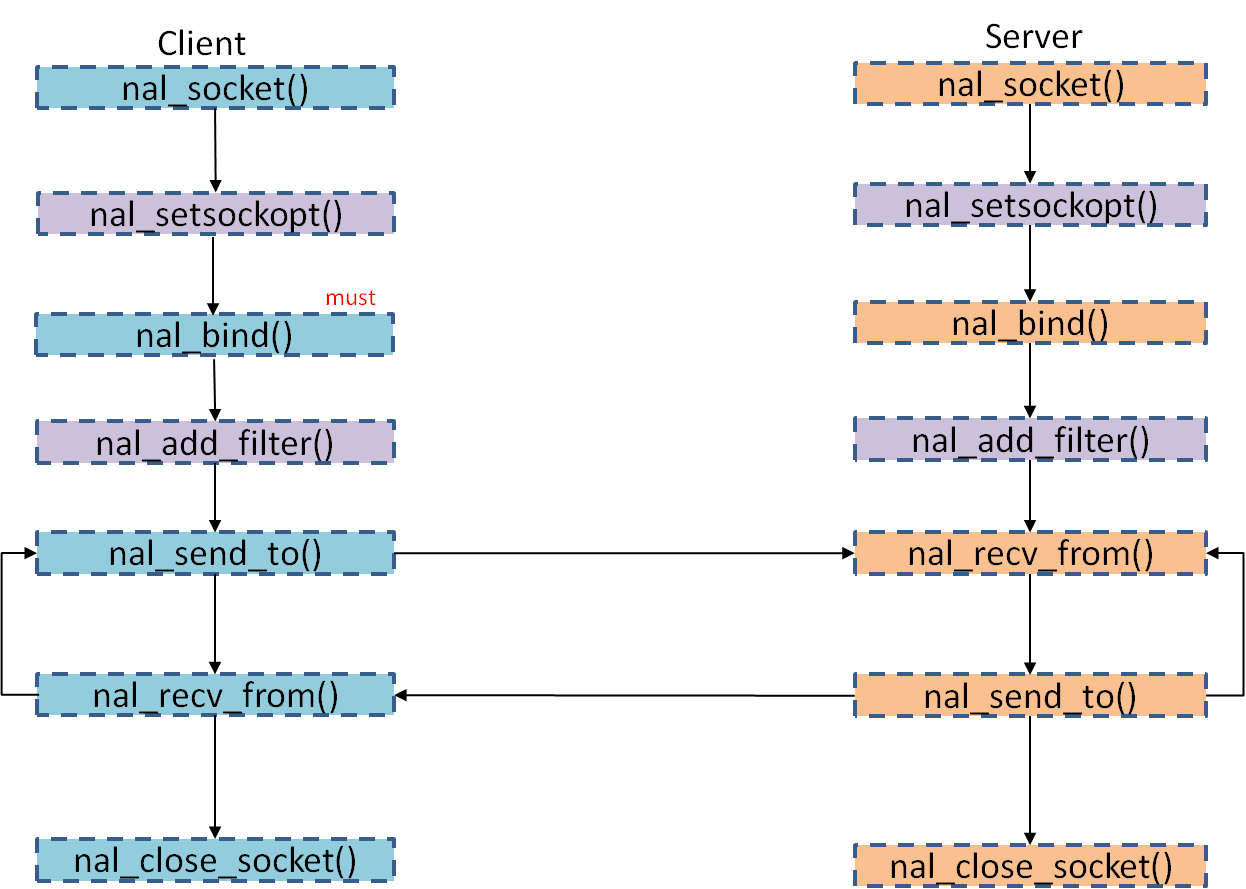 Client
nal_socket()
nal_setsockopt()
must
nal_bind()
nal_add_filter()
nal_send_to()
nal_recv_from()
nal_close_socket()
Server
nal_socket()
nal_setsockopt()
nal_bind()
nal_add_filter()
nal_recv_from()
nal_send_to()
nal_close_socket()